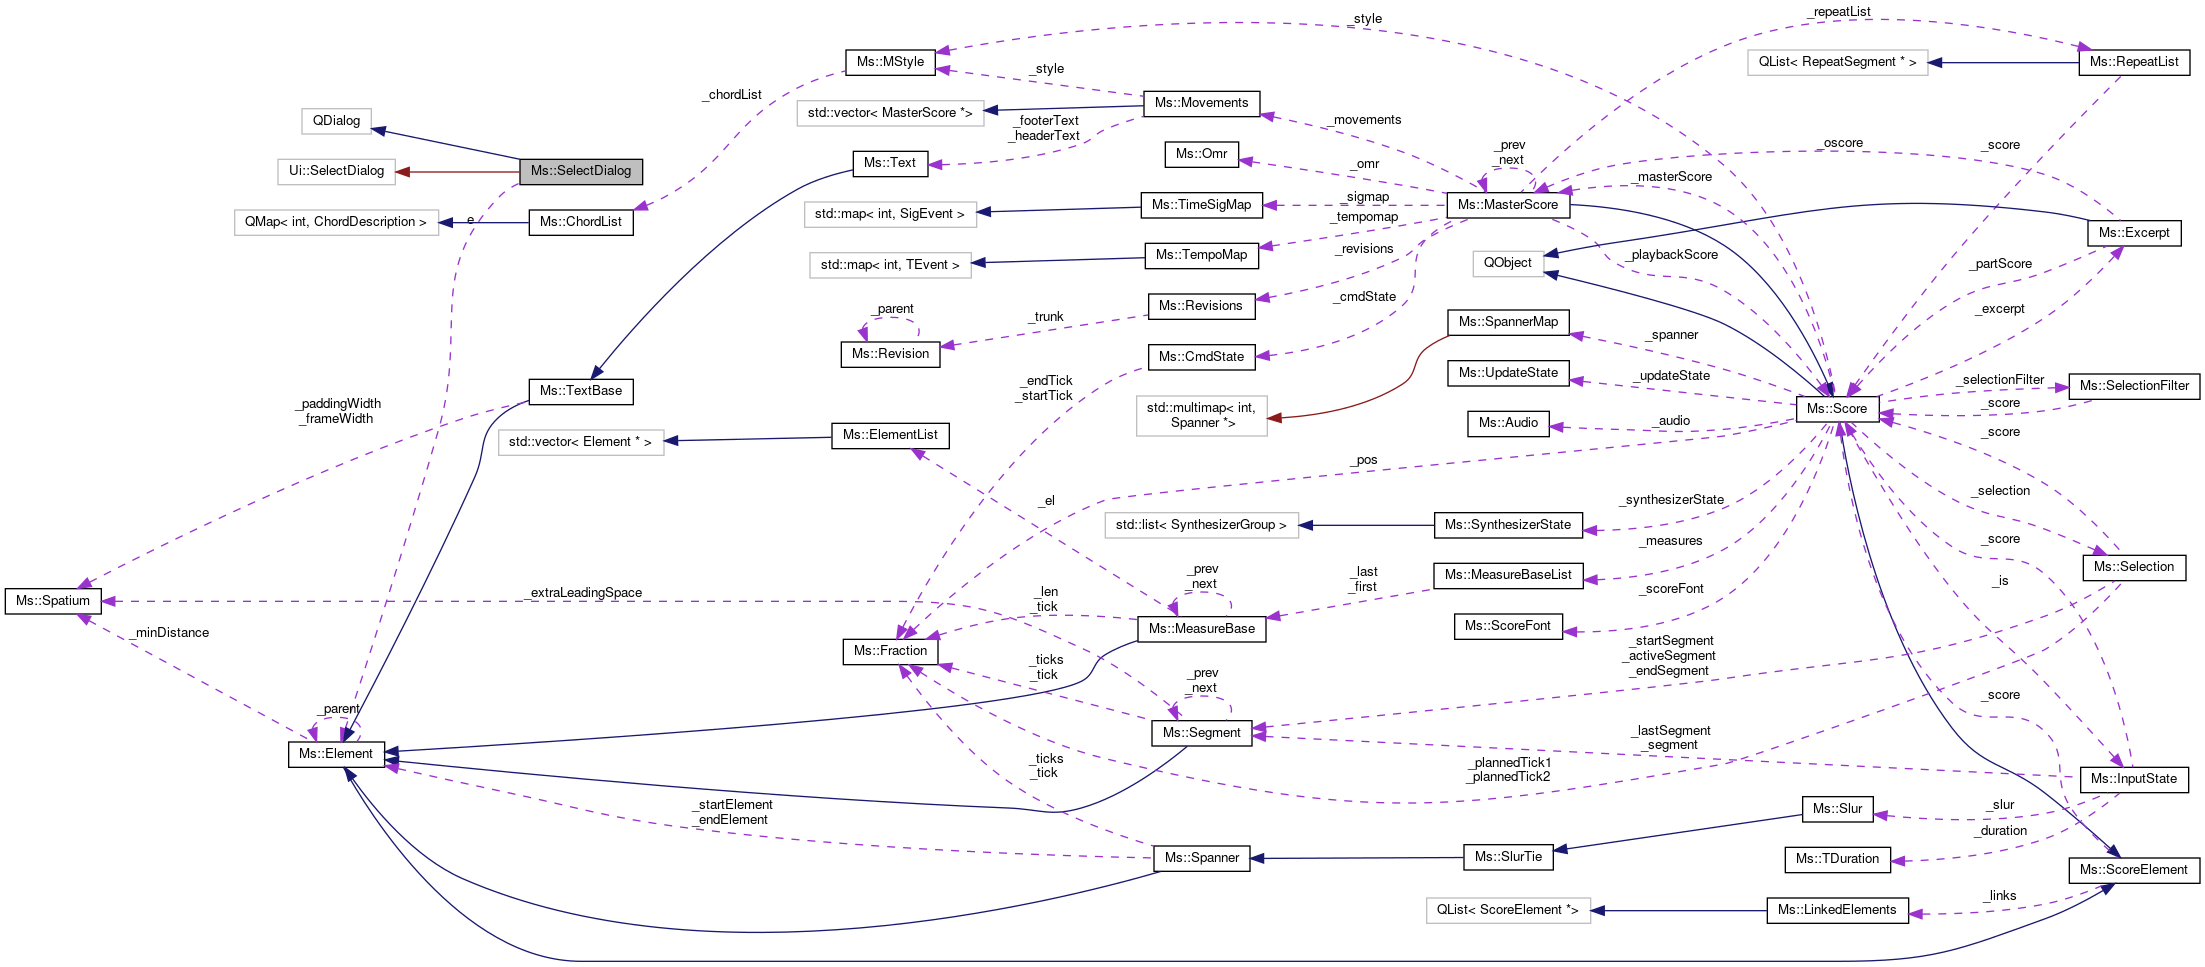 _repeatList
_style
Ms::MStyle
_style
QList< RepeatSegment * >
Ms::RepeatList
_chordList
Ms::Movements
std::vector< MasterScore *>
QDialog
_footerText
_headerText
_movements
_prev
_next
_oscore
_score
Ms::Omr
_omr
Ms::Text
Ui::SelectDialog
Ms::SelectDialog
_masterScore
_sigmap
Ms::TimeSigMap
Ms::MasterScore
std::map< int, SigEvent >
_tempomap
e
QMap< int, ChordDescription >
Ms::ChordList
Ms::Excerpt
_revisions
Ms::TempoMap
_playbackScore
std::map< int, TEvent >
QObject
_partScore
_cmdState
Ms::Revisions
_parent
_trunk
_excerpt
Ms::SpannerMap
_spanner
Ms::Revision
Ms::CmdState
Ms::UpdateState
_updateState
_selectionFilter
Ms::SelectionFilter
_endTick
_startTick
Ms::TextBase
_paddingWidth
_frameWidth
_score
Ms::Score
std::multimap< int,
Spanner *>
Ms::Audio
_audio
_score
std::vector< Element * >
Ms::ElementList
_pos
_el
_synthesizerState
_selection
std::list< SynthesizerGroup >
Ms::SynthesizerState
_measures
_score
_prev
_next
_last
_first
Ms::MeasureBaseList
Ms::Selection
_is
Ms::Spatium
_extraLeadingSpace
_len
_tick
_scoreFont
Ms::MeasureBase
Ms::ScoreFont
_minDistance
Ms::Fraction
_startSegment
_activeSegment
_endSegment
_ticks
_tick
_prev
_next
_score
_parent
Ms::Segment
_lastSegment
_segment
Ms::Element
_ticks
_tick
_plannedTick1
_plannedTick2
Ms::InputState
_startElement
_endElement
Ms::Slur
_slur
_duration
Ms::Spanner
Ms::SlurTie
Ms::TDuration
Ms::ScoreElement
_links
QList< ScoreElement *>
Ms::LinkedElements